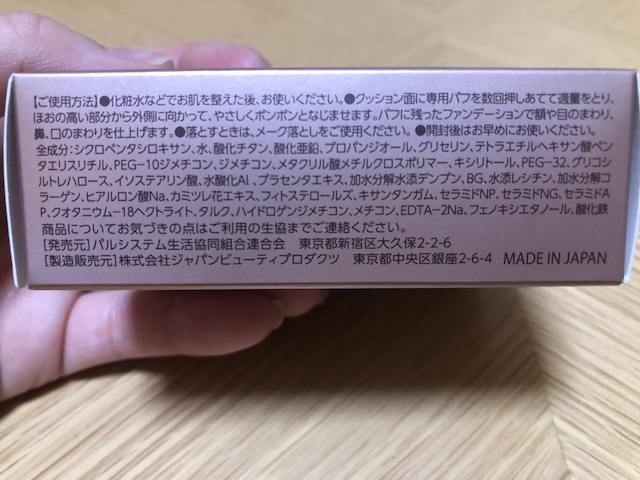 【ご使用方法】●化粧水などでお肌を整えた後、お使いください。●クッション面に専用パフを数回押しあてて適量をとり、
ほおの高い部分から外側に向かって、やさしくポンポンとなじませます。パフに残ったファンデーションで額や目のまわり、
鼻、口のまわりを仕上げます。●落とすときは、メーク落としをご使用ください。●開封後はお早めにお使いください。
全成分:シクロペンタシロキサン、水、酸化チタン、酸化亜鉛、プロパンジオール、グリセリン、テトラエチルヘキサン酸ペン
タエリスリチル、PEG-10ジメチコン、ジメチコン、メタクリル酸メチルクロスポリマー、キシリトール、PEG-32、グリコシ
ルトレハロース、イソステアリン酸、水酸化Al、プラセンタエキス、加水分解水添デンプン、BG、水添レシチン、加水分解コ
ラーゲン、ヒアルロン酸Na、カミツレ花エキス、フィトステロールズ、キサンタンガム、セラミドNP、セラミドNG、セラミドA
P、クオタニウム-18ヘクトライト、タルク、ハイドロゲンジメチコン、メチコン、EDTA-2Na、フェノキシエタノール、酸化鉄
商品についてお気づきの点はご利用の生協までご連絡ください。
[発売元]パルシステム生活協同組合連合会 東京都新宿区大久保2-2-6
[製造販売元]株式会社ジャパンビューティプロダクツ 東京都中央区銀座2-6-4 MADE IN JAPAN